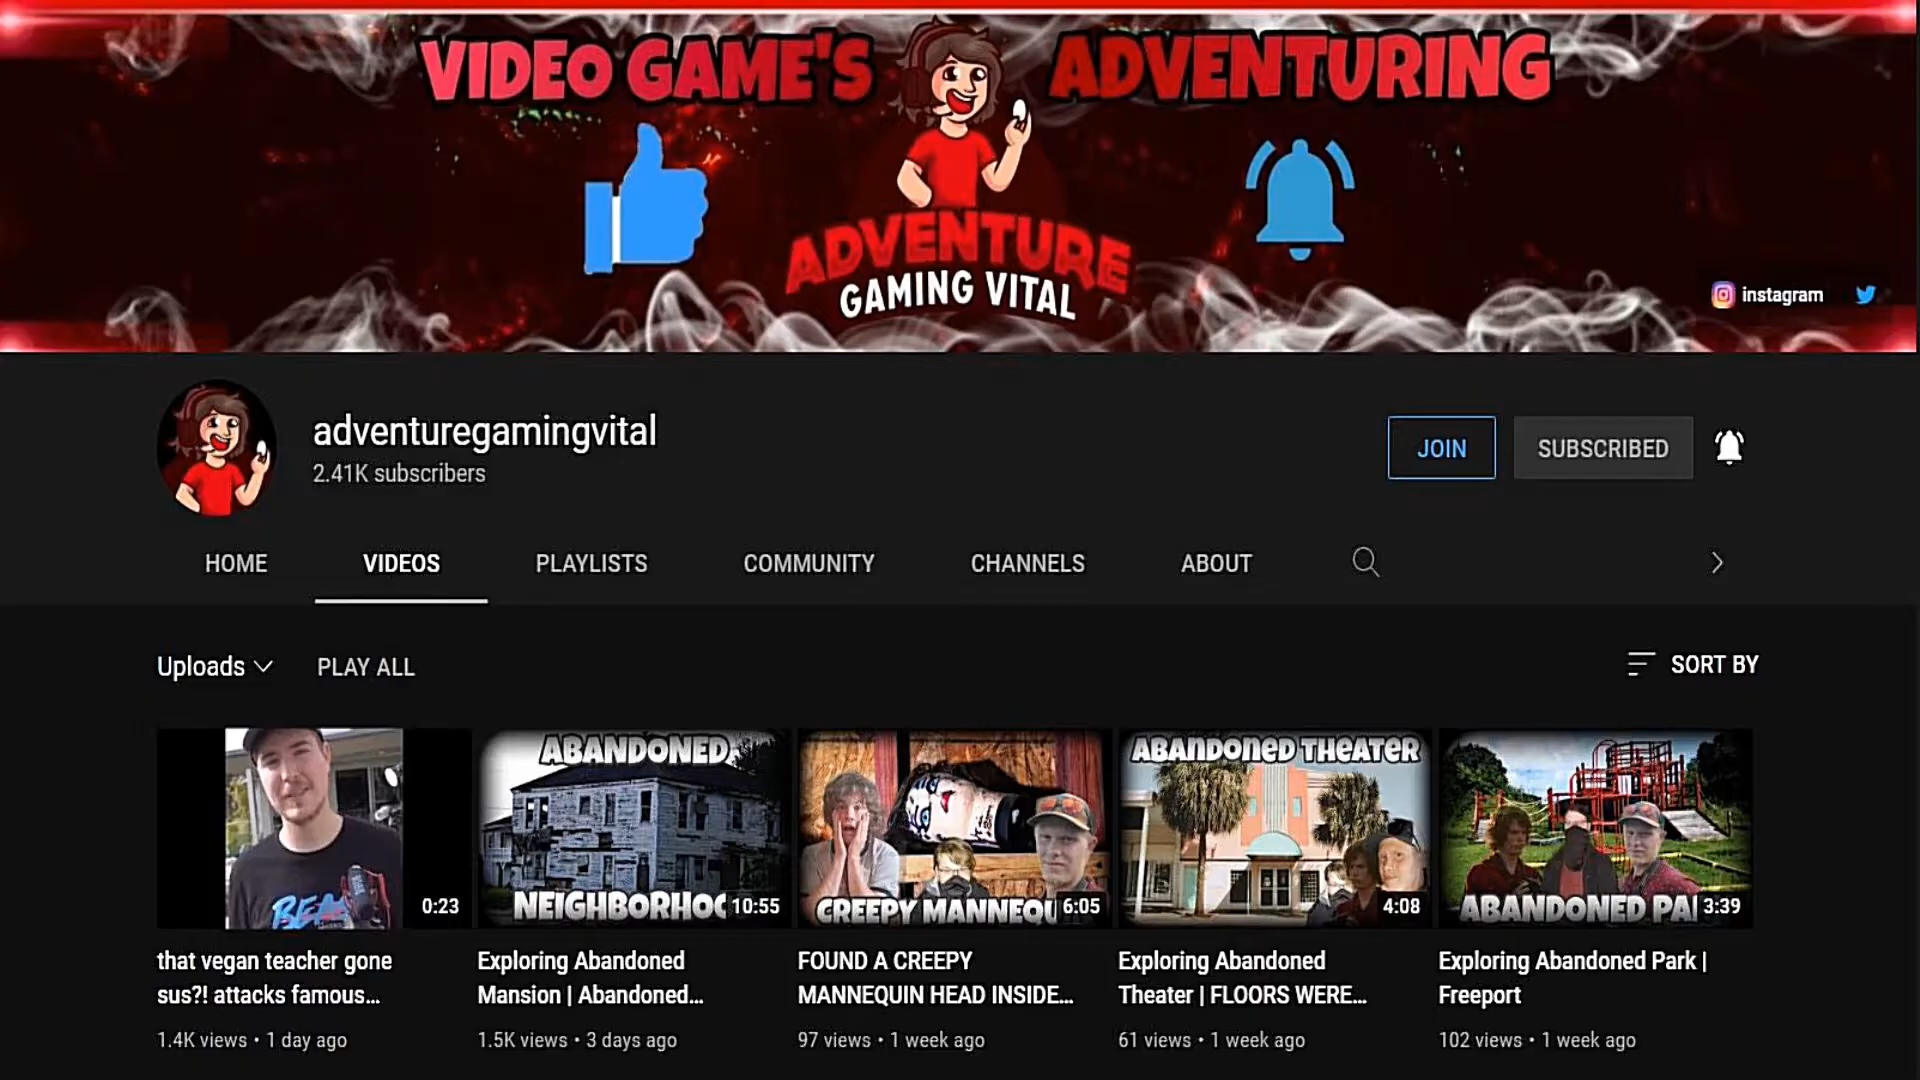 VIDEO GAME'S
ADVENTURING
ADVENTURE
GAMING VITAL
instagram
adventuregamingvital
2.41K subscribers
JOIN
SUBSCRIBED
HOME
VIDEOS
PLAYLISTS
COMMUNITY
CHANNELS
ABOUT
Uploads
PLAY ALL
SORT BY
0:23
ABANDONED
NEIGHBORHOO
10:55
CREEPY MANNEQU
6:05
ABANDONED THEATER
4:08
ABANDONED PA
3:39
that vegan teacher gone
sus?! attacks famous...
1.4K views • 1 day ago
Exploring Abandoned
Mansion | Abandoned...
1.5K views • 3 days ago
FOUND A CREEPY
MANNEQUIN HEAD INSIDE...
97 views • 1 week ago
Exploring Abandoned
Theater | FLOORS WERE...
61 views • 1 week ago
Exploring Abandoned Park |
Freeport
102 views • 1 week ago